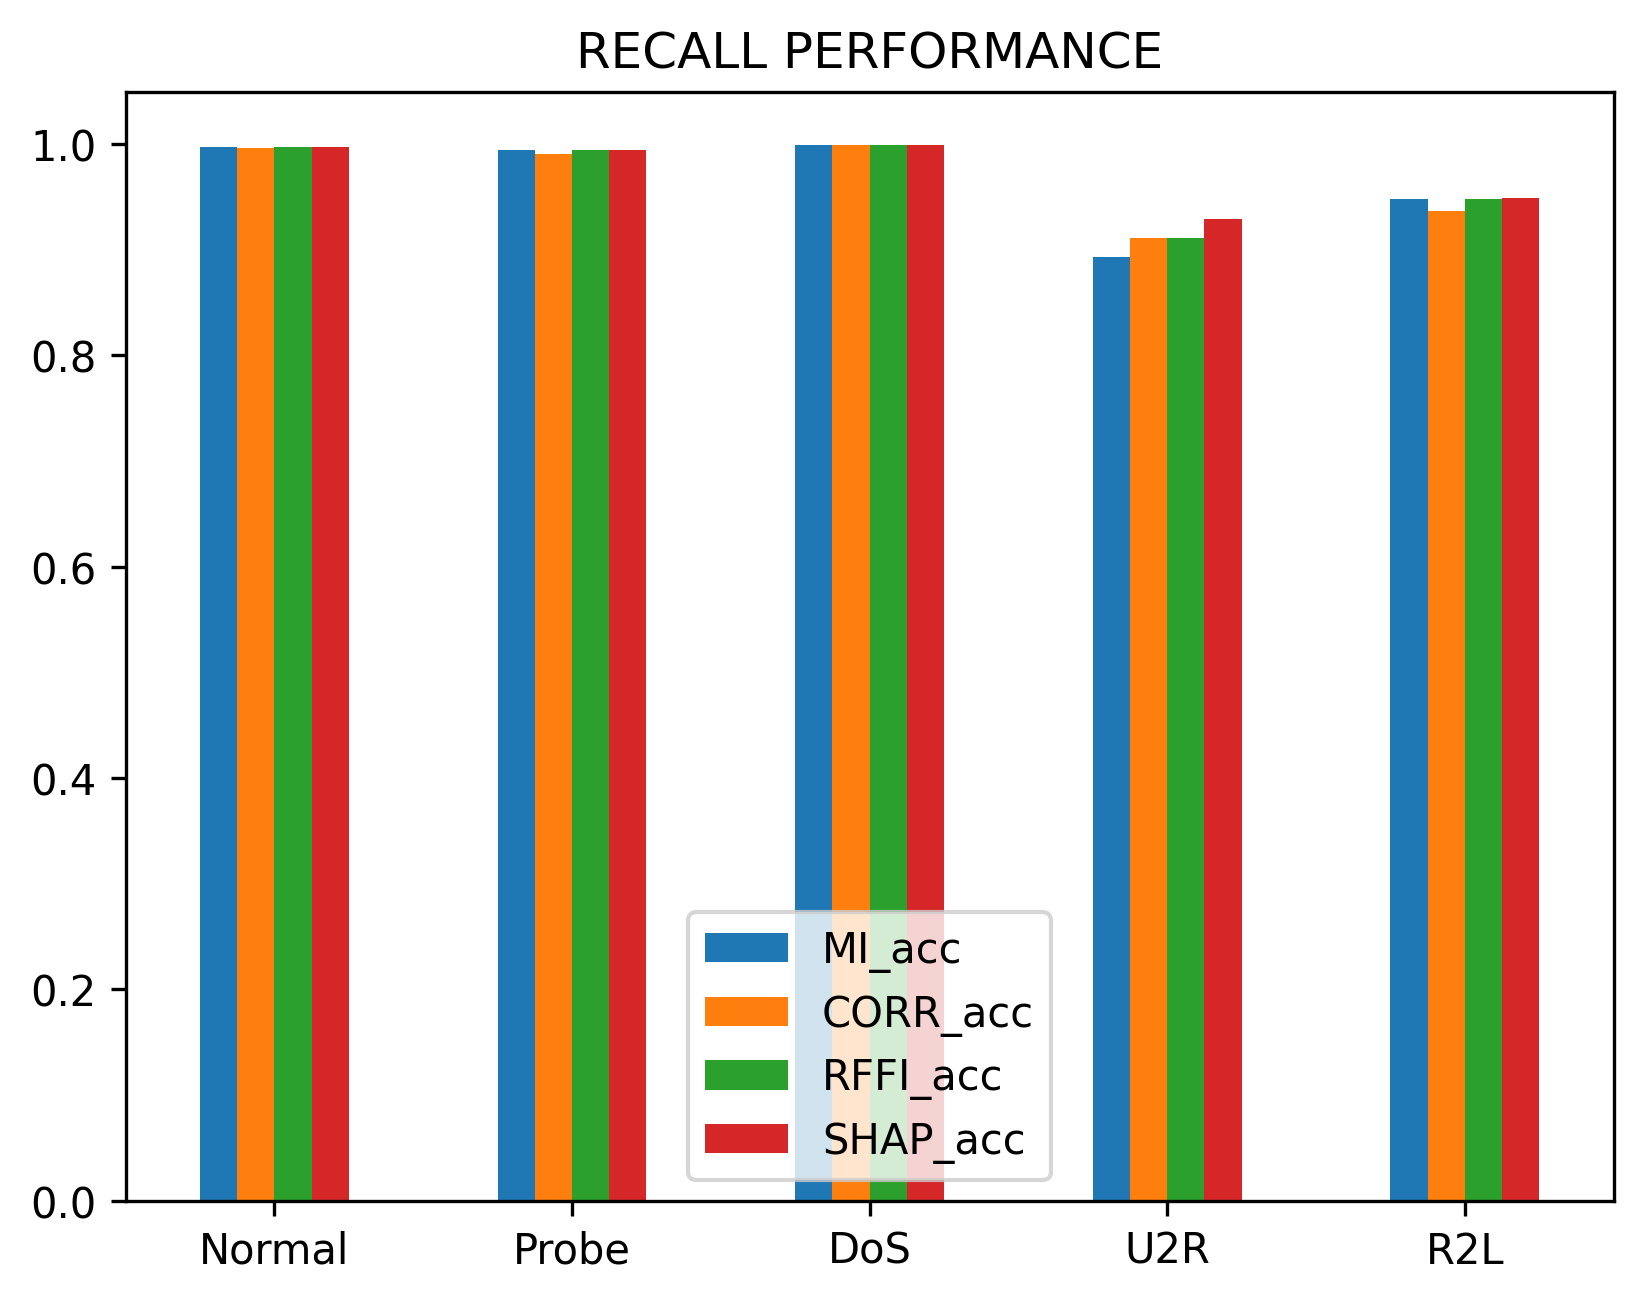 RECALL PERFORMANCE
1.0
0.8
0.6
0.4
0.2
0.0
MI_acc
CORR_acc
RFFI_acc
SHAP_acc
Normal Probe DoS U2R R2L